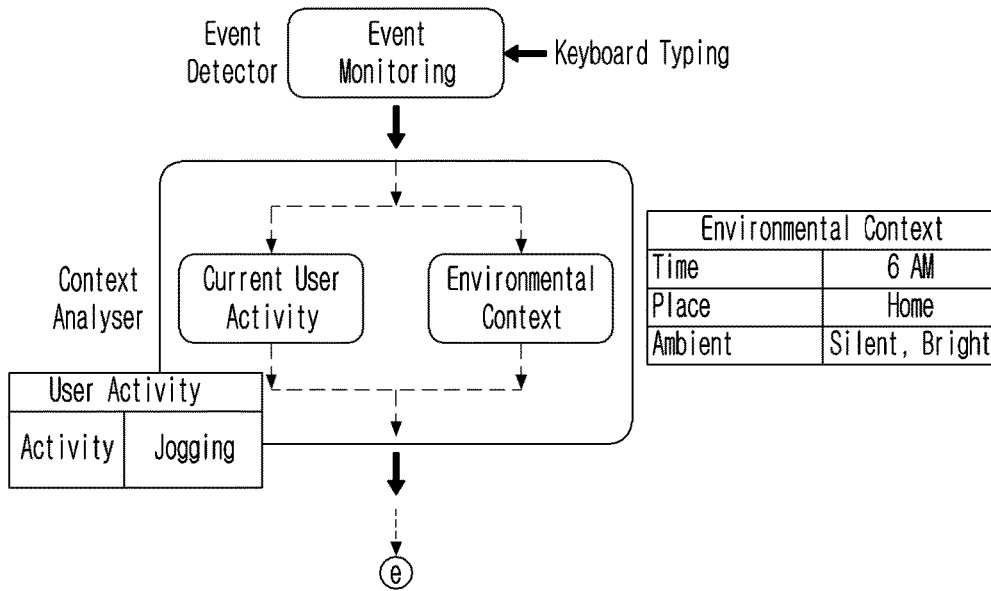 Event
Detector
Event
Monitoring
Keyboard Typing
Context
Analyser
Current User
Activity
Environmental
Context
Environmental Context
Time 6 AM
Place Home
Ambient Silent, Bright
User Activity
Activity Jogging
e